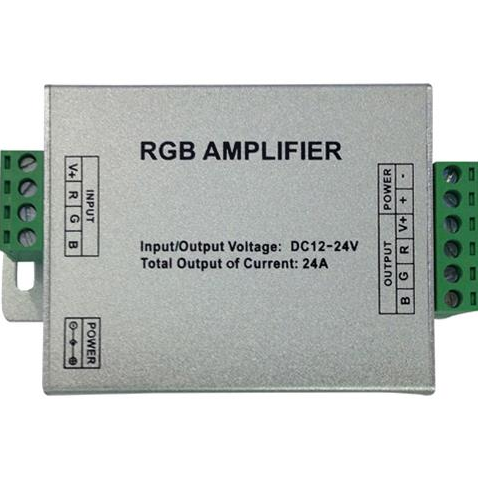 RGB AMPLIFIER
Input/Output Voltage: DC12-24V
Total Output of Current: 24A
INPUT
V+ R G B
POWER
POWER
+ -
OUTPUT
B G R V+